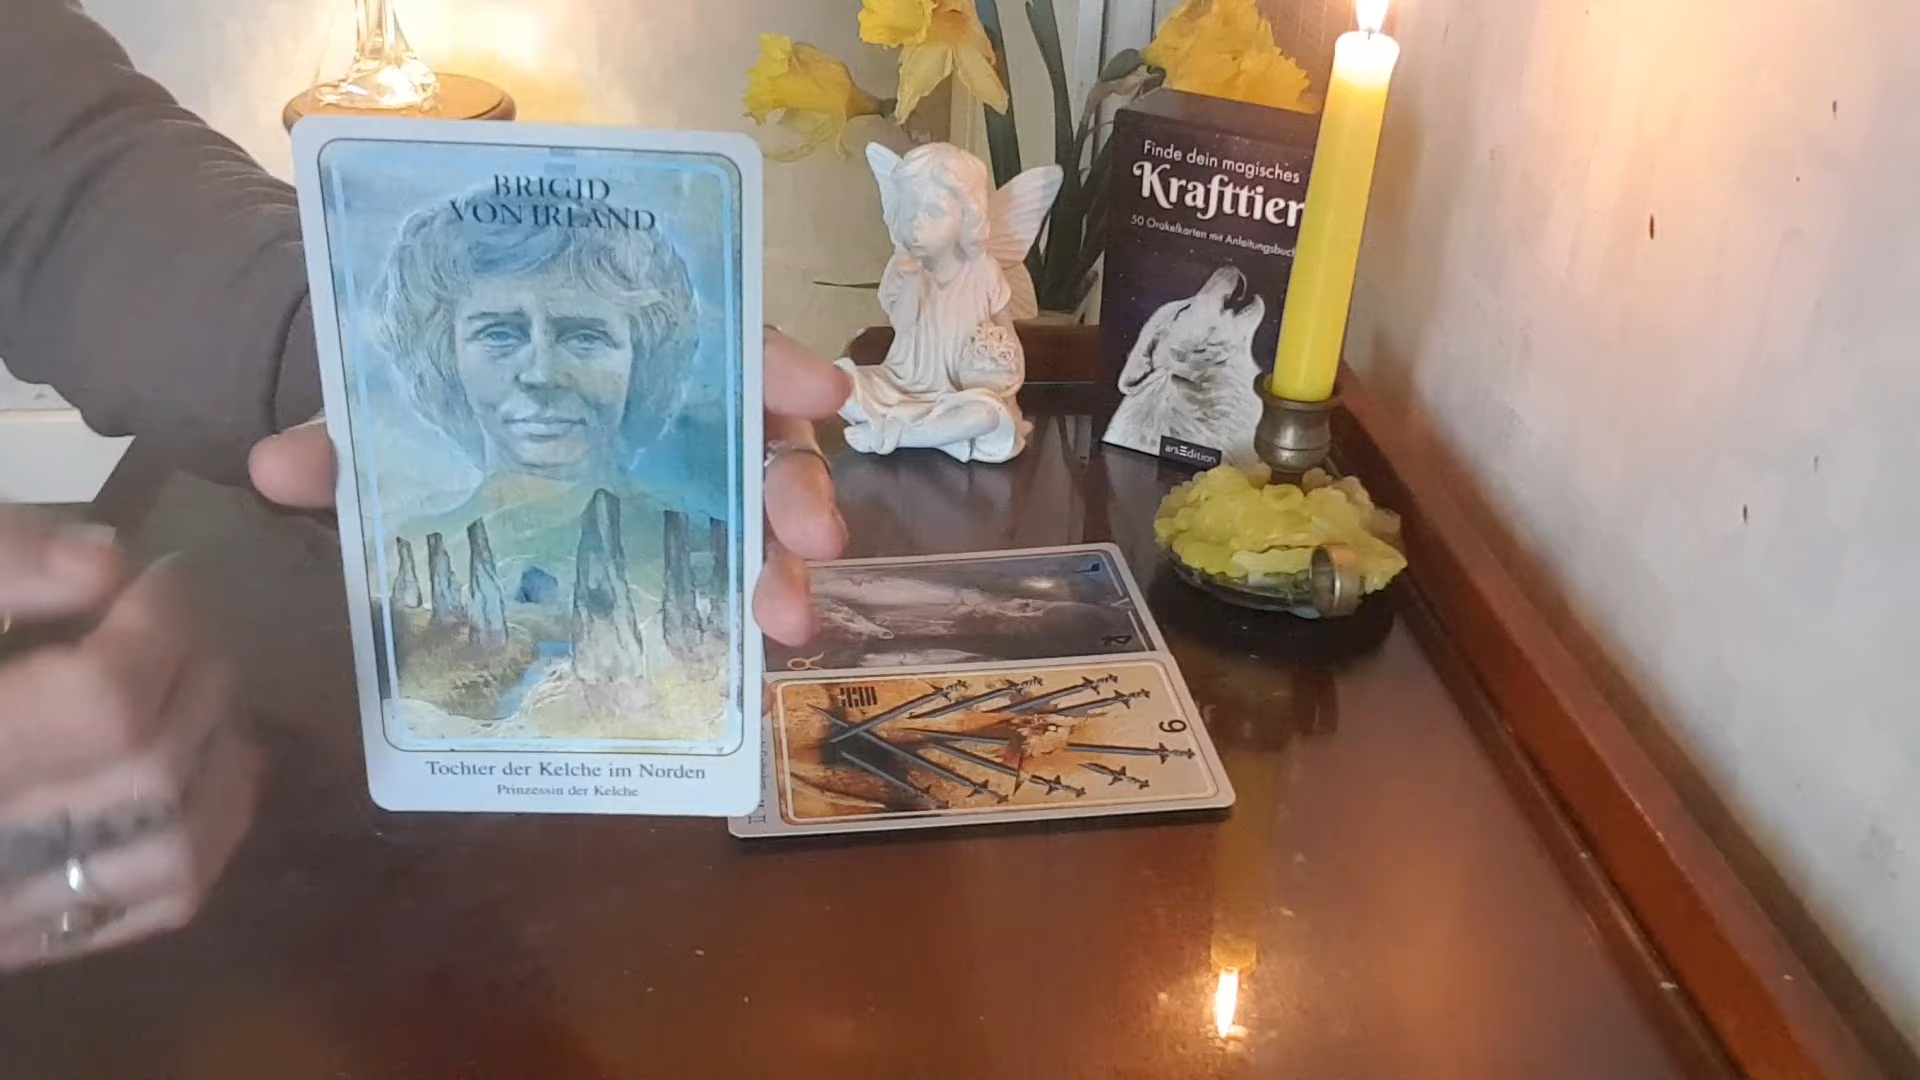 BRIGID
VON IRLAND
Tochter der Kelche im Norden
Prinzessin der Kelche
Finde dein magisches
Krafttier
50 Orakelkarten mit Anleitungsbuch
arsEdition
9